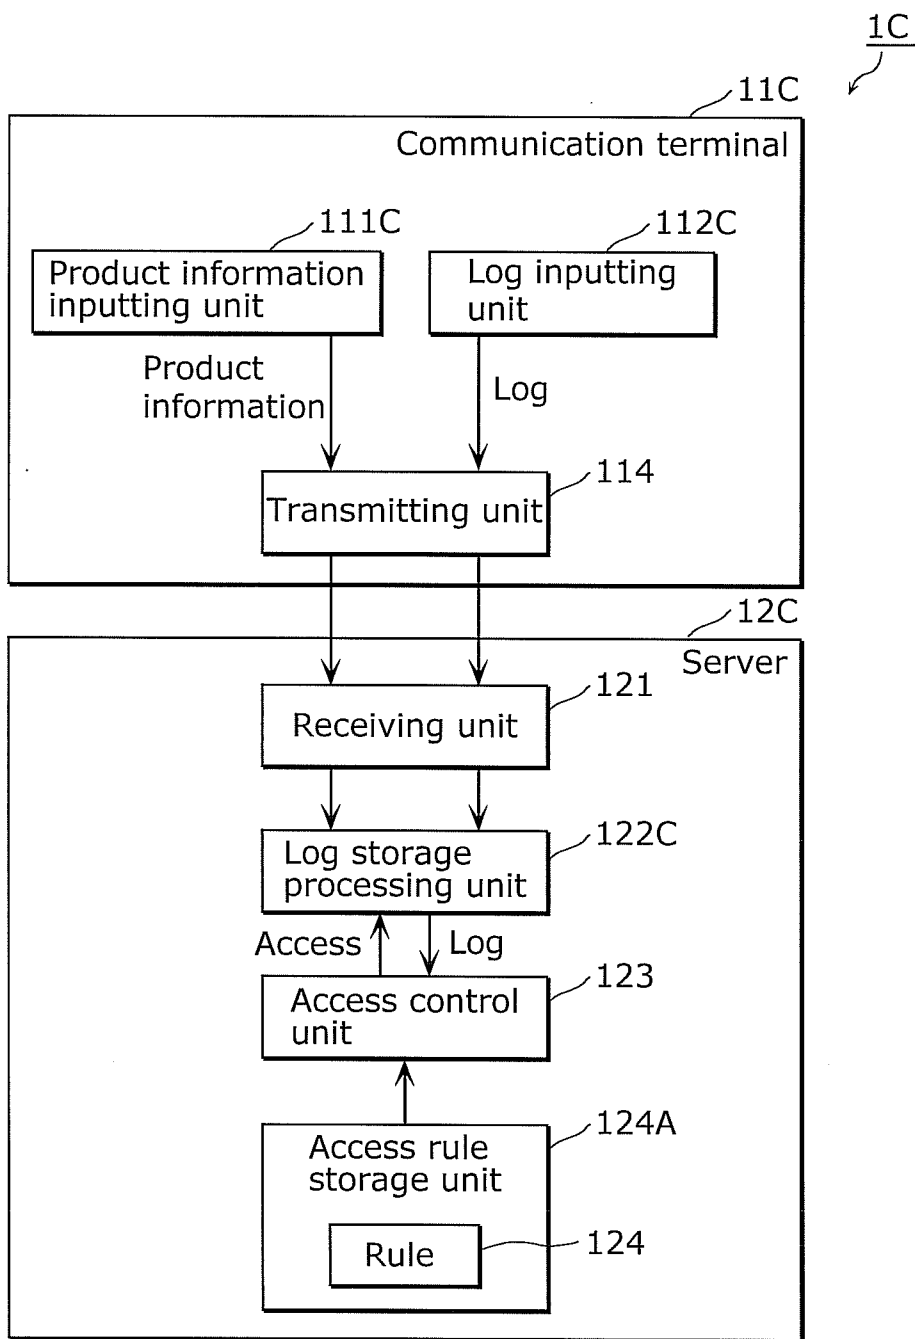 1C
11C
Communication terminal
111C
112C
Product information
inputting unit
Log inputting
unit
Product
information
Log
114
Transmitting unit
12C
Server
121
Receiving unit
122C
Log storage
processing unit
Access
Log
123
Access control
unit
124A
Access rule
storage unit
Rule
124